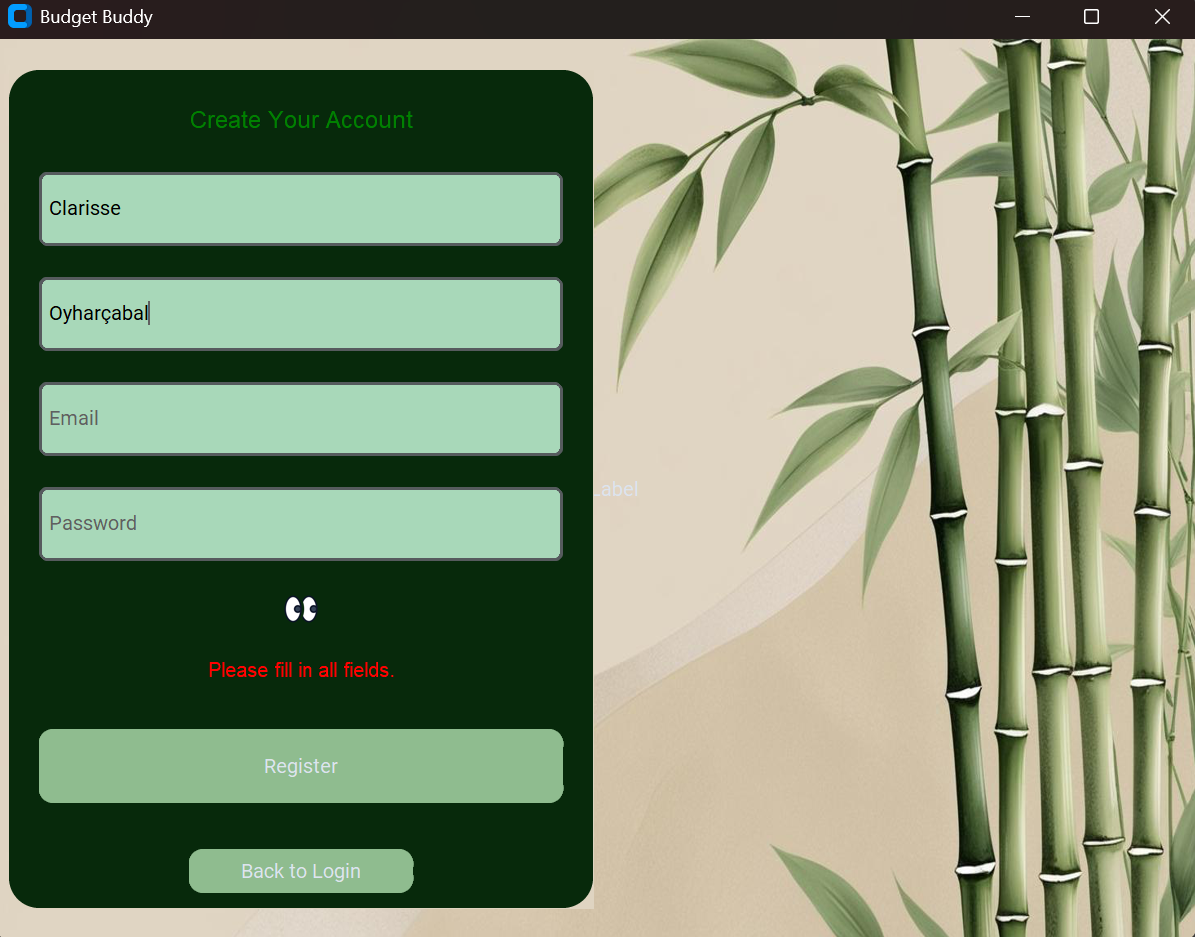 Budget Buddy
Create Your Account
Clarisse
Oyharçabal
Email
Label
Password
Please fill in all fields.
Register
Back to Login